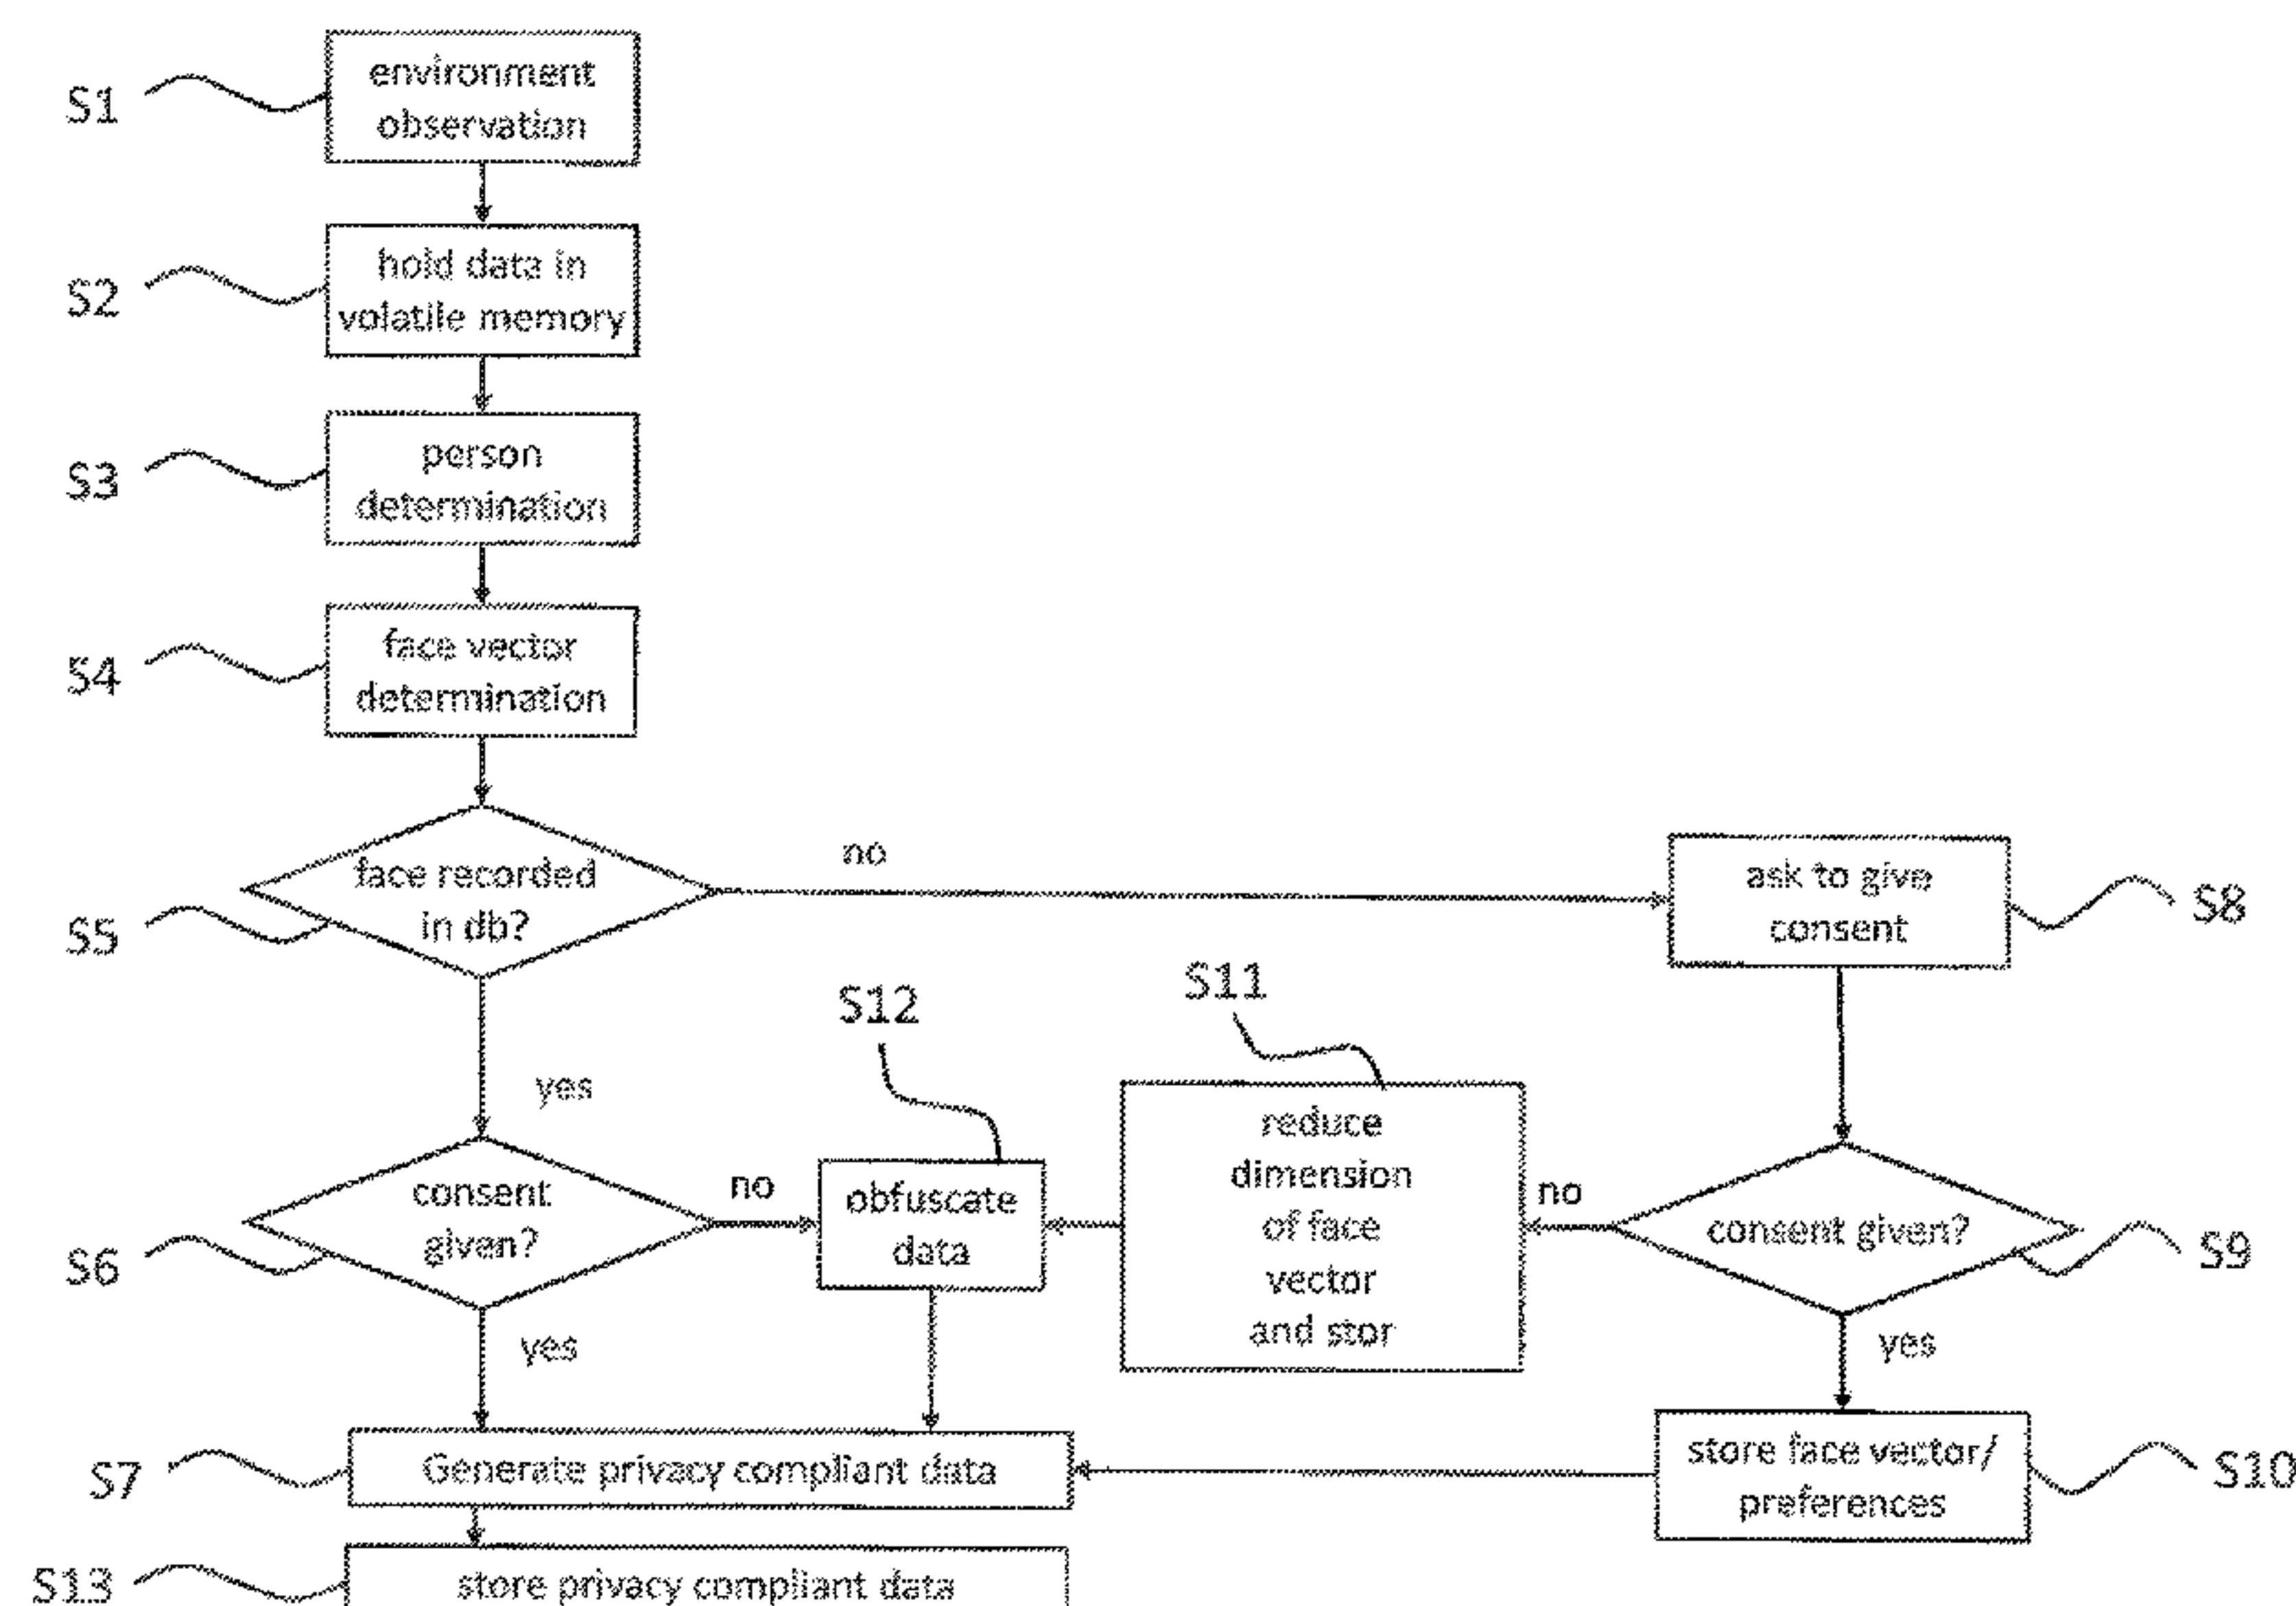 S1
environment
observation
S2
hold data in
volatile memory
S3
person
determination
S4
face vector
determination
S5
face recorded
in db?
no
ask to give
consent
S8
yes
S12
S11
S6
consent
given?
no
obfuscate
data
reduce
dimension
of face
vector
and stor
no
consent given?
S9
yes
yes
S7
Generate privacy compliant data
store face vector/
preferences
S10
S13
store privacy compliant data